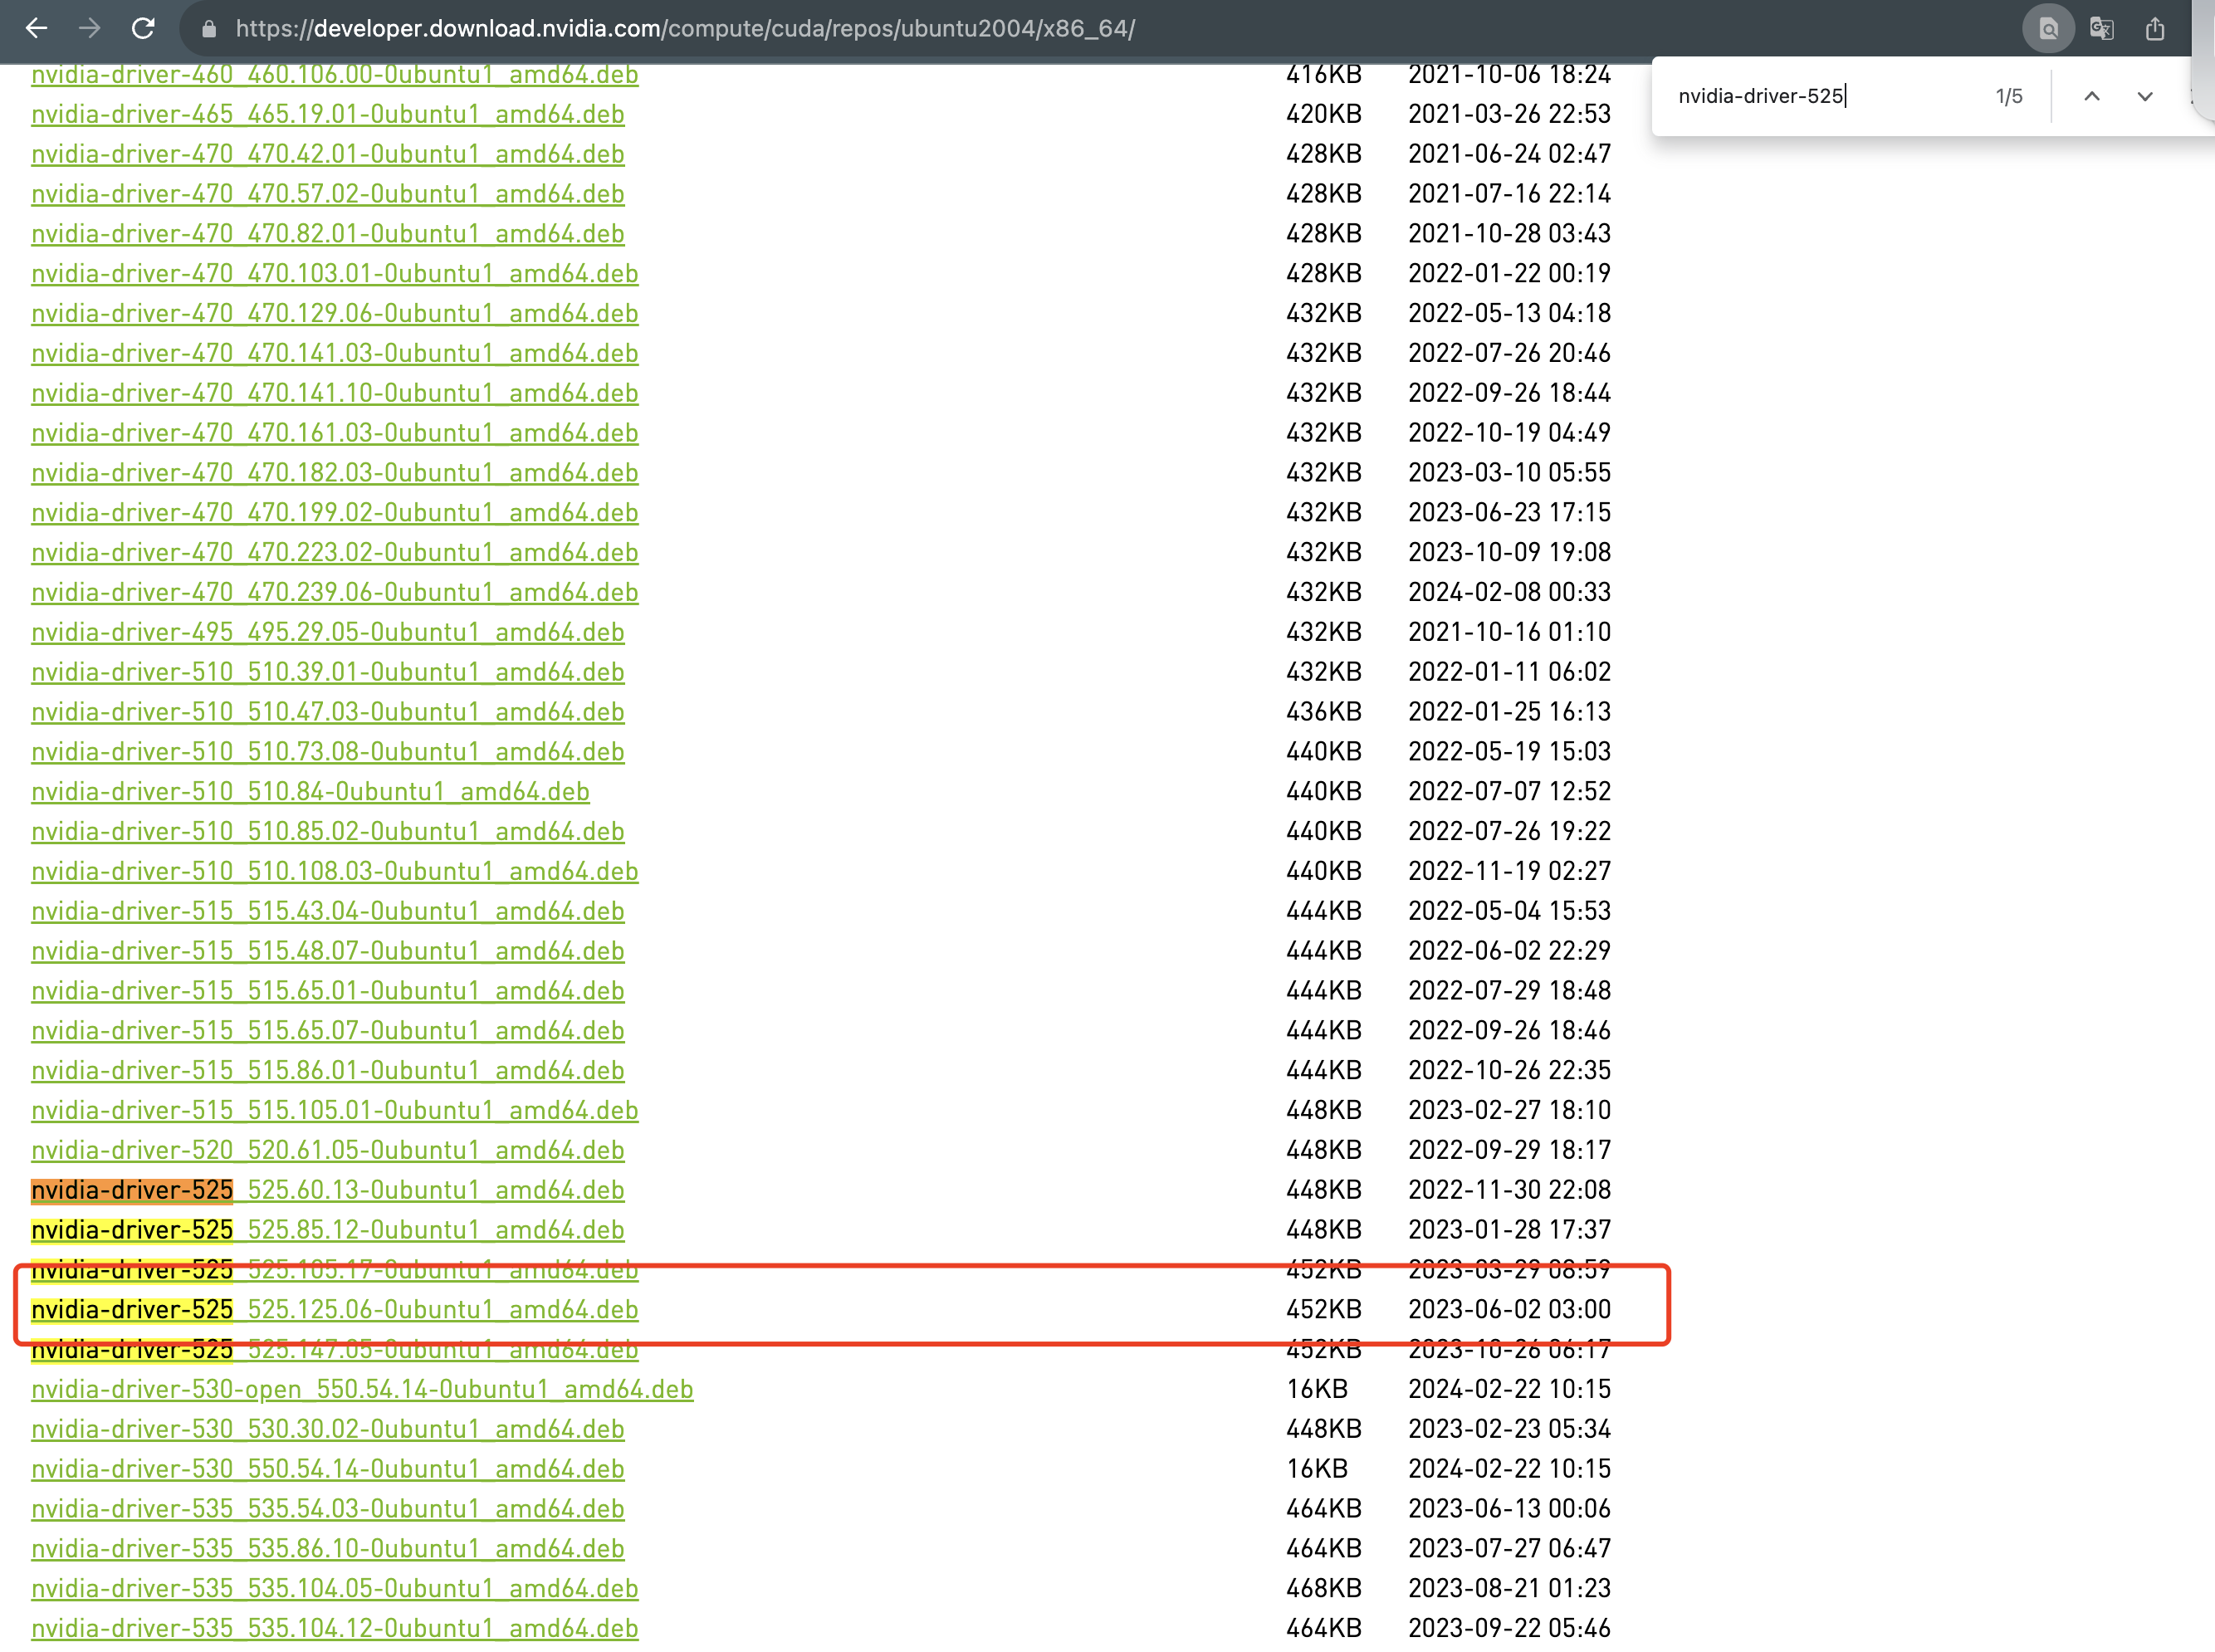 https://developer.download.nvidia.com/compute/cuda/repos/ubuntu2004/x86_64/
nvidia-driver-525 1/5
nvidia-driver-460_460.106.00-0ubuntu1_amd64.deb 416KB 2021-10-06 18:24
nvidia-driver-465_465.19.01-0ubuntu1_amd64.deb 420KB 2021-03-26 22:53
nvidia-driver-470_470.42.01-0ubuntu1_amd64.deb 428KB 2021-06-24 02:47
nvidia-driver-470_470.57.02-0ubuntu1_amd64.deb 428KB 2021-07-16 22:14
nvidia-driver-470_470.82.01-0ubuntu1_amd64.deb 428KB 2021-10-28 03:43
nvidia-driver-470_470.103.01-0ubuntu1_amd64.deb 428KB 2022-01-22 00:19
nvidia-driver-470_470.129.06-0ubuntu1_amd64.deb 432KB 2022-05-13 04:18
nvidia-driver-470_470.141.03-0ubuntu1_amd64.deb 432KB 2022-07-26 20:46
nvidia-driver-470_470.141.10-0ubuntu1_amd64.deb 432KB 2022-09-26 18:44
nvidia-driver-470_470.161.03-0ubuntu1_amd64.deb 432KB 2022-10-19 04:49
nvidia-driver-470_470.182.03-0ubuntu1_amd64.deb 432KB 2023-03-10 05:55
nvidia-driver-470_470.199.02-0ubuntu1_amd64.deb 432KB 2023-06-23 17:15
nvidia-driver-470_470.223.02-0ubuntu1_amd64.deb 432KB 2023-10-09 19:08
nvidia-driver-470_470.239.06-0ubuntu1_amd64.deb 432KB 2024-02-08 00:33
nvidia-driver-495_495.29.05-0ubuntu1_amd64.deb 432KB 2021-10-16 01:10
nvidia-driver-510_510.39.01-0ubuntu1_amd64.deb 432KB 2022-01-11 06:02
nvidia-driver-510_510.47.03-0ubuntu1_amd64.deb 436KB 2022-01-25 16:13
nvidia-driver-510_510.73.08-0ubuntu1_amd64.deb 440KB 2022-05-19 15:03
nvidia-driver-510_510.84-0ubuntu1_amd64.deb 440KB 2022-07-07 12:52
nvidia-driver-510_510.85.02-0ubuntu1_amd64.deb 440KB 2022-07-26 19:22
nvidia-driver-510_510.108.03-0ubuntu1_amd64.deb 440KB 2022-11-19 02:27
nvidia-driver-515_515.43.04-0ubuntu1_amd64.deb 444KB 2022-05-04 15:53
nvidia-driver-515_515.48.07-0ubuntu1_amd64.deb 444KB 2022-06-02 22:29
nvidia-driver-515_515.65.01-0ubuntu1_amd64.deb 444KB 2022-07-29 18:48
nvidia-driver-515_515.65.07-0ubuntu1_amd64.deb 444KB 2022-09-26 18:46
nvidia-driver-515_515.86.01-0ubuntu1_amd64.deb 444KB 2022-10-26 22:35
nvidia-driver-515_515.105.01-0ubuntu1_amd64.deb 448KB 2023-02-27 18:10
nvidia-driver-520_520.61.05-0ubuntu1_amd64.deb 448KB 2022-09-29 18:17
nvidia-driver-525_525.60.13-0ubuntu1_amd64.deb 448KB 2022-11-30 22:08
nvidia-driver-525_525.85.12-0ubuntu1_amd64.deb 448KB 2023-01-28 17:37
nvidia-driver-525_525.105.17-0ubuntu1_amd64.deb 452KB 2023-03-29 08:59
nvidia-driver-525_525.125.06-0ubuntu1_amd64.deb 452KB 2023-06-02 03:00
nvidia-driver-525_525.147.05-0ubuntu1_amd64.deb 452KB 2023-10-26 06:17
nvidia-driver-530-open_550.54.14-0ubuntu1_amd64.deb 16KB 2024-02-22 10:15
nvidia-driver-530_530.30.02-0ubuntu1_amd64.deb 448KB 2023-02-23 05:34
nvidia-driver-530_550.54.14-0ubuntu1_amd64.deb 16KB 2024-02-22 10:15
nvidia-driver-535_535.54.03-0ubuntu1_amd64.deb 464KB 2023-06-13 00:06
nvidia-driver-535_535.86.10-0ubuntu1_amd64.deb 464KB 2023-07-27 06:47
nvidia-driver-535_535.104.05-0ubuntu1_amd64.deb 468KB 2023-08-21 01:23
nvidia-driver-535_535.104.12-0ubuntu1_amd64.deb 464KB 2023-09-22 05:46